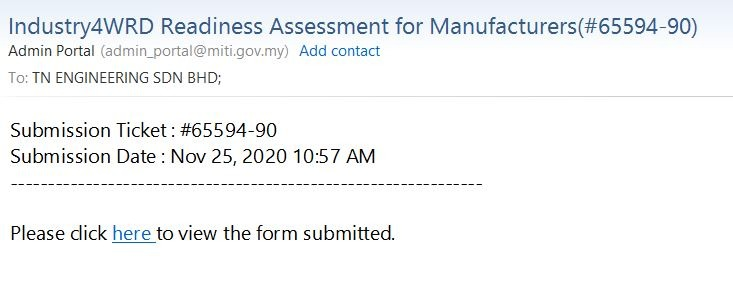 Industry4WRD Readiness Assessment for Manufacturers(#65594-90)
Admin Portal (admin_portal@miti.gov.my) Add contact
To: TN ENGINEERING SDN BHD;
Submission Ticket : #65594-90
Submission Date : Nov 25, 2020 10:57 AM
---------------------------------------------------------------
Please click here to view the form submitted.